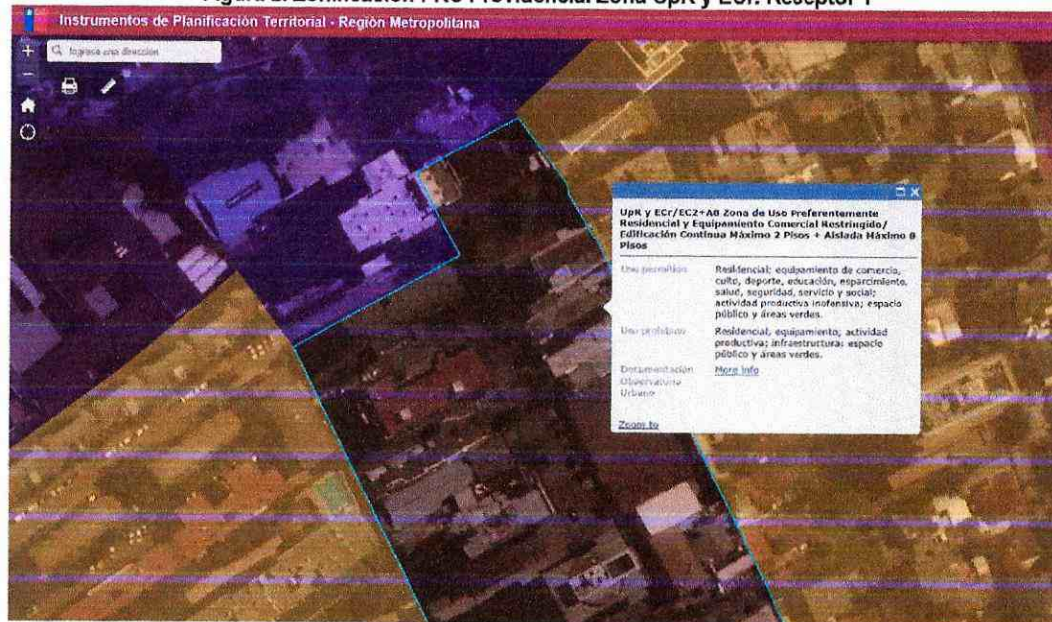 Instrumentos de Planificación Territorial - Región Metropolitana
Ingrese una dirección
UpR y ECr/EC2+A8 Zona de Uso Preferentemente
Residencial y Equipamiento Comercial Restringido/
Edificación Continua Máximo 2 Pisos + Aislada Máximo 8
Pisos
Uso permitido
Residencial; equipamiento de comercio,
culto, deporte, educación, esparcimiento,
salud, seguridad, servicio y social;
actividad productiva inofensiva; espacio
público y áreas verdes.
Uso prohibido
Residencial, equipamiento; actividad
productiva; infraestructura; espacio
público y áreas verdes.
Documentación
Observatorio
Urbano
More info
Zoom to